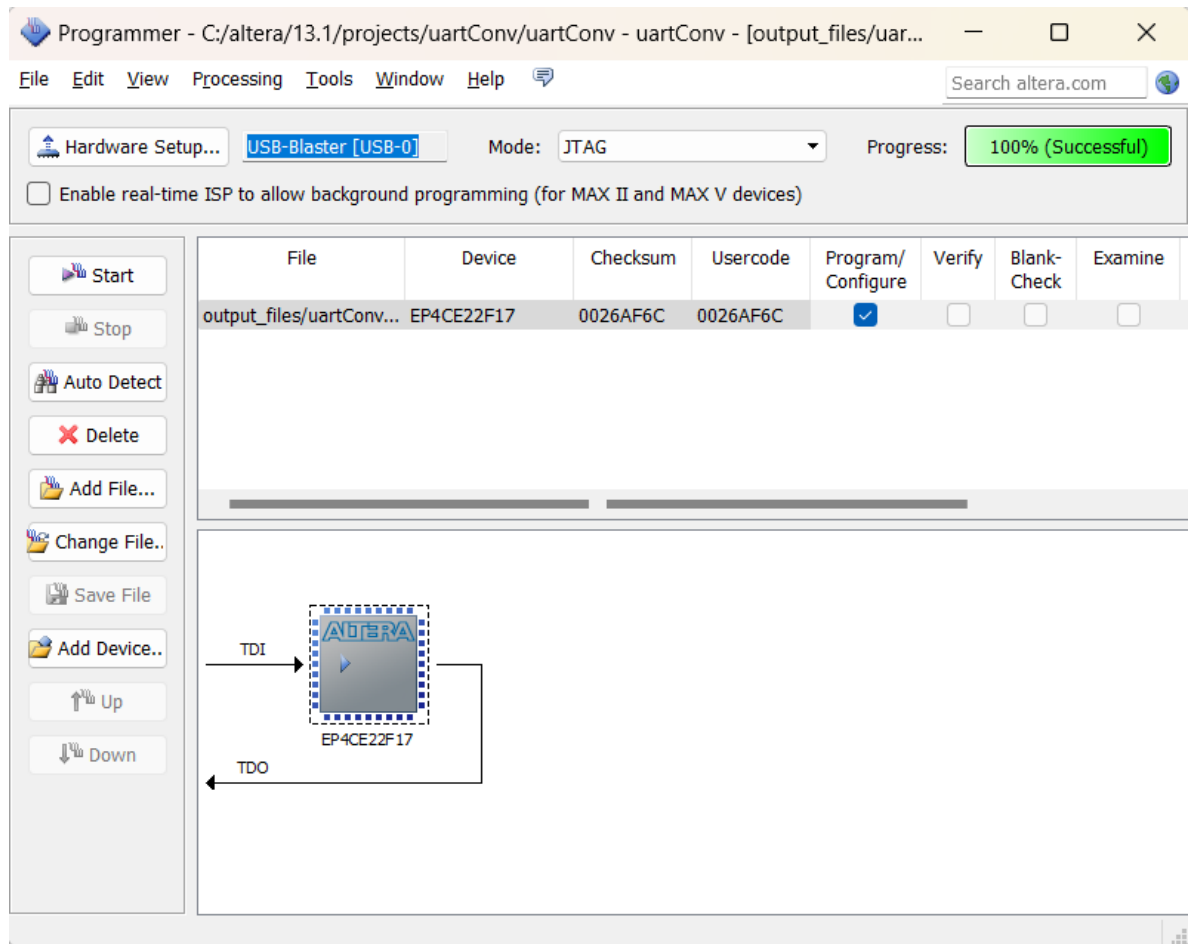 Programmer - C:/altera/13.1/projects/uartConv/uartConv - uartConv - [output_files/uar...
File Edit View Processing Tools Window Help
Search altera.com
Hardware Setup... USB-Blaster [USB-0] Mode: JTAG Progress: 100% (Successful)
Enable real-time ISP to allow background programming (for MAX II and MAX V devices)
Start
Stop
Auto Detect
Delete
Add File...
Change File..
Save File
Add Device..
Up
Down
File Device Checksum Usercode Program/ Configure Verify Blank- Check Examine
output_files/uartConv... EP4CE22F17 0026AF6C 0026AF6C
TDI
ALTERA
EP4CE22F17
TDO